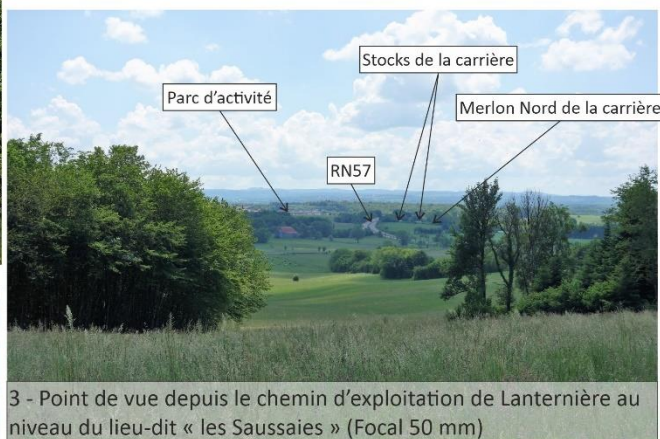 Stocks de la carrière
Parc d'activité
Merlon Nord de la carrière
RN57
3 - Point de vue depuis le chemin d'exploitation de Lanternière au
niveau du lieu-dit « les Saussaies » (Focal 50 mm)